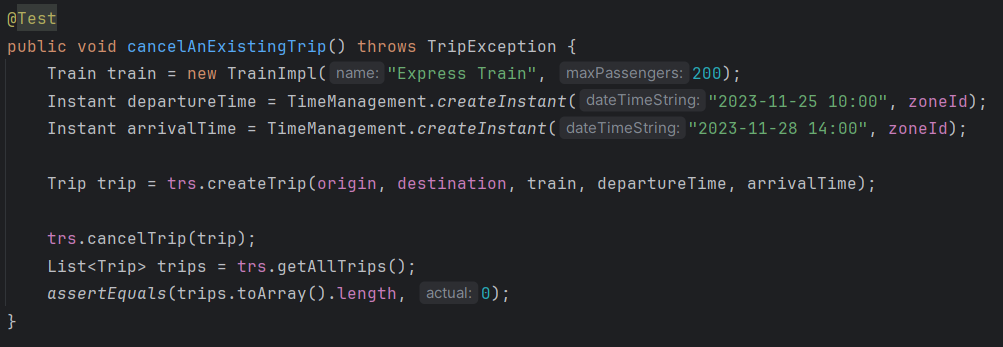 @Test
public void cancelAnExistingTrip() throws TripException {
    Train train = new TrainImpl( name: "Express Train", maxPassengers: 200);
    Instant departureTime = TimeManagement.createInstant( dateTimeString: "2023-11-25 10:00", zoneId);
    Instant arrivalTime = TimeManagement.createInstant( dateTimeString: "2023-11-28 14:00", zoneId);
    Trip trip = trs.createTrip(origin, destination, train, departureTime, arrivalTime);
    trs.cancelTrip(trip);
    List<Trip> trips = trs.getAllTrips();
    assertEquals(trips.toArray().length, actual: 0);
}